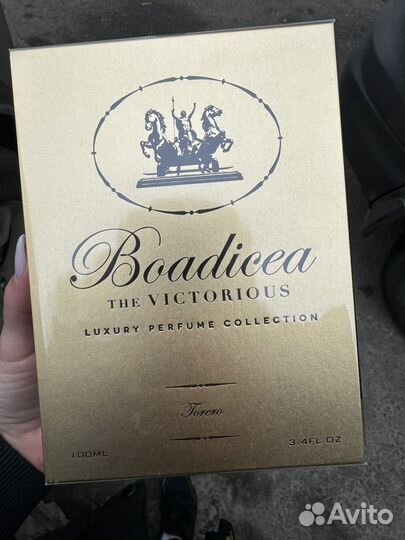 Boadicea
THE VICTORIOUS
LUXURY PERFUME COLLECTION
Torero
100ML
3.4FL OZ
Avito